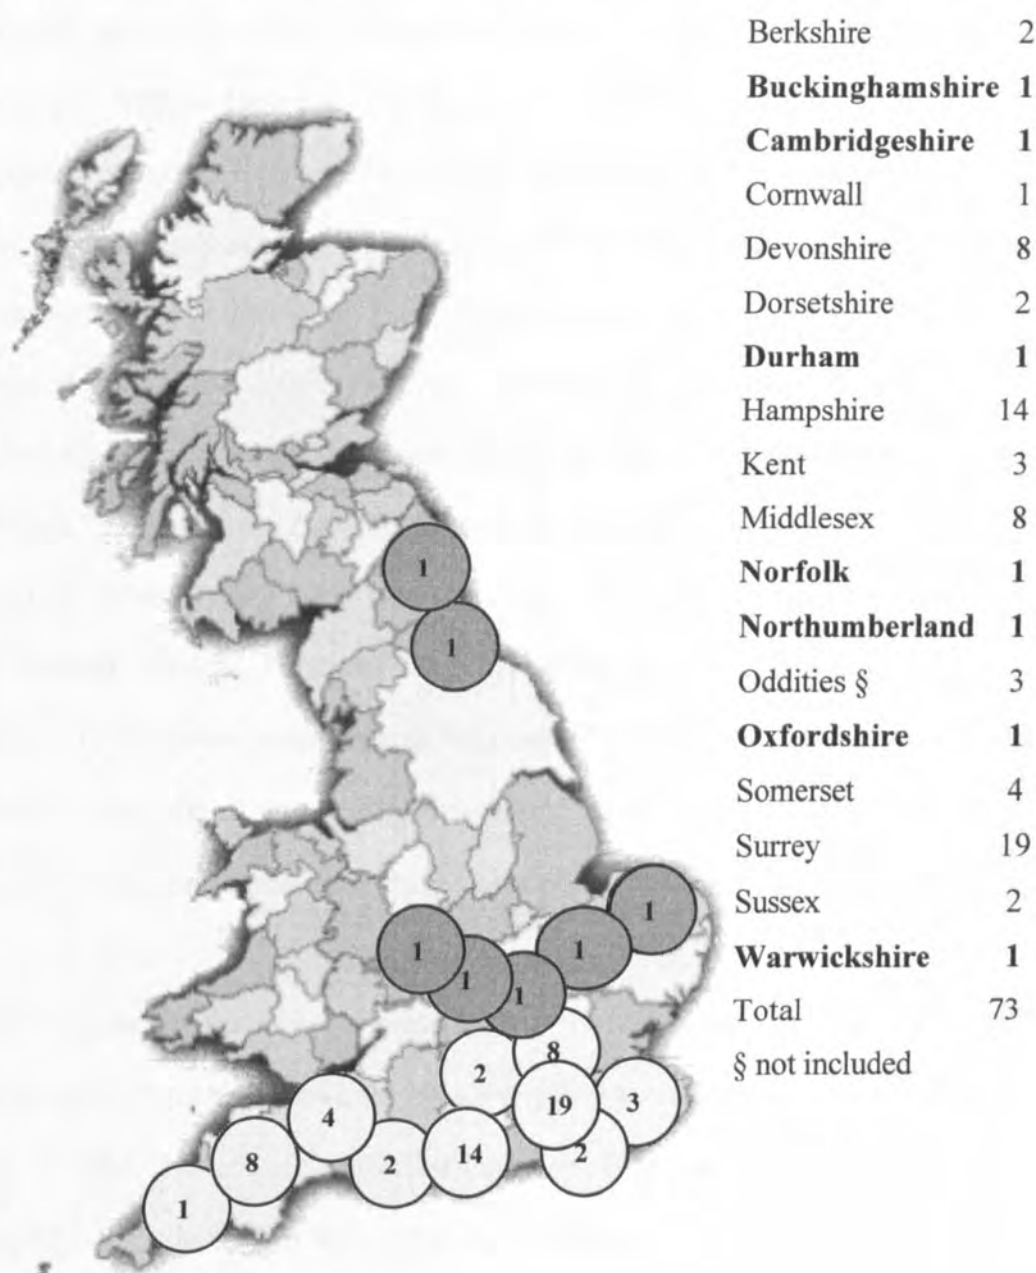 Berkshire 2
Buckinghamshire 1
Cambridgeshire 1
Cornwall 1
Devonshire 8
Dorsetshire 2
Durham 1
Hampshire 14
Kent 3
Middlesex 8
Norfolk 1
Northumberland 1
Oddities § 3
Oxfordshire 1
Somerset 4
Surrey 19
Sussex 2
Warwickshire 1
Total 73
§ not included
1
1
1
1
1
1
1
8
2
19
3
4
14
2
8
2
1